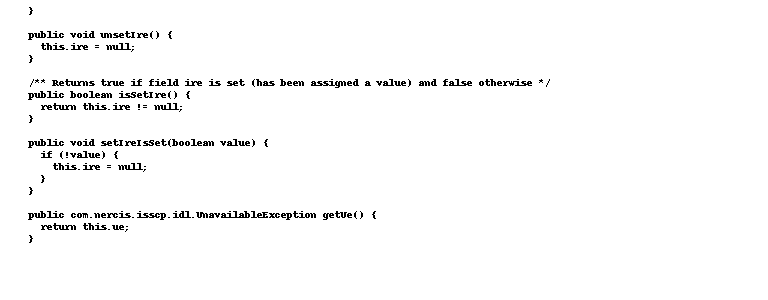 }
public void unsetIre() {
this.ire = null;
}
/** Returns true if field ire is set (has been assigned a value) and false otherwise */
public boolean isSetIre() {
return this.ire != null;
}
public void setIreIsSet(boolean value) {
if (!value) {
this.ire = null;
}
}
public com.nercis.isscp.idl.UnavailableException getUe() {
return this.ue;
}